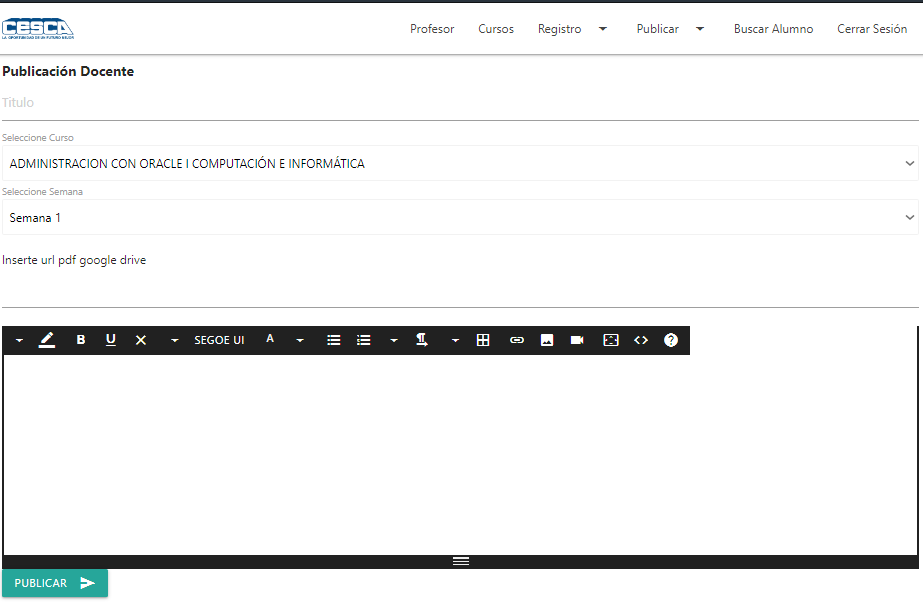 CESCA
LA OPORTUNIDAD DE UN FUTURO MEJOR
Profesor Cursos Registro Publicar Buscar Alumno Cerrar Sesión
Publicación Docente
Título
Seleccione Curso
ADMINISTRACION CON ORACLE I COMPUTACIÓN E INFORMÁTICA
Seleccione Semana
Semana 1
Inserte url pdf google drive
B U SEGOE UI A
PUBLICAR